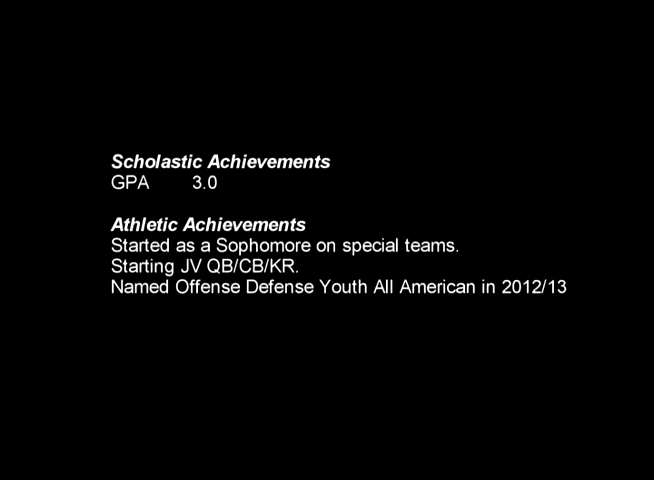 Scholastic Achievements
GPA 3.0
Athletic Achievements
Started as a Sophomore on special teams.
Starting JV QB/CB/KR.
Named Offense Defense Youth All American in 2012/13